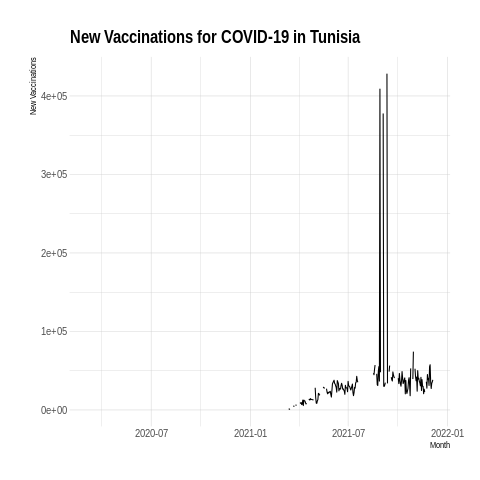 New Vaccinations for COVID-19 in Tunisia
New Vaccinations
4e+05
3e+05
2e+05
1e+05
0e+00
2020-07
2021-01
2021-07
2022-01
Month